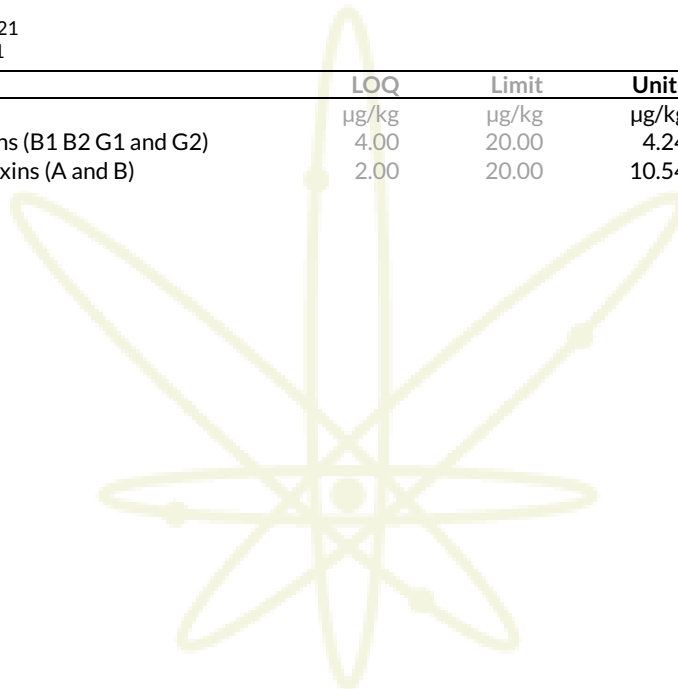 21
1
LOQ Limit Unit
µg/kg µg/kg µg/kg
ns (B1 B2 G1 and G2) 4.00 20.00 4.24
xins (A and B) 2.00 20.00 10.54